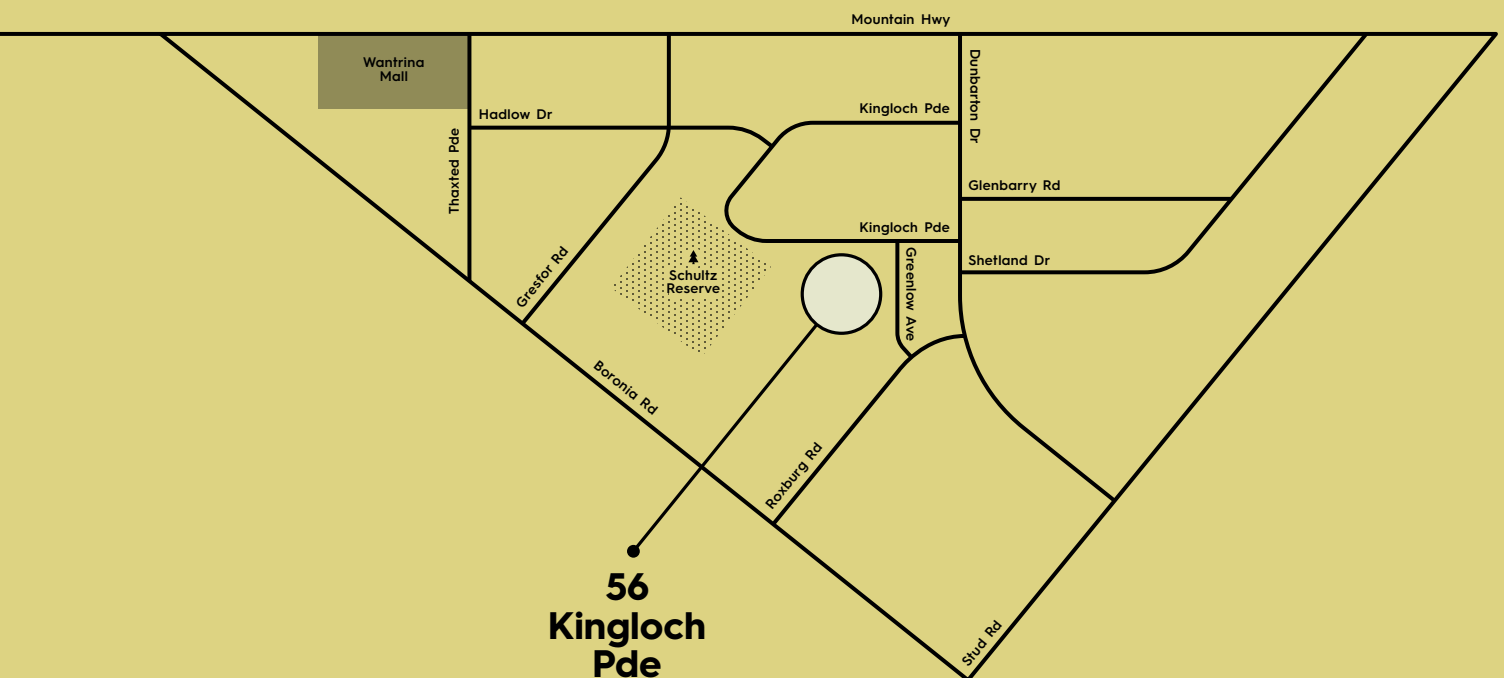 Mountain Hwy
Wantrina
Mall
Dunbarton Dr
Hadlow Dr
Kingloch Pde
Thaxted Pde
Glenbarry Rd
Kingloch Pde
Gresfor Rd
Greenlow Ave
Shetland Dr
Schultz
Reserve
Boronia Rd
Roxburg Rd
56
Kingloch
Pde
Stud Rd